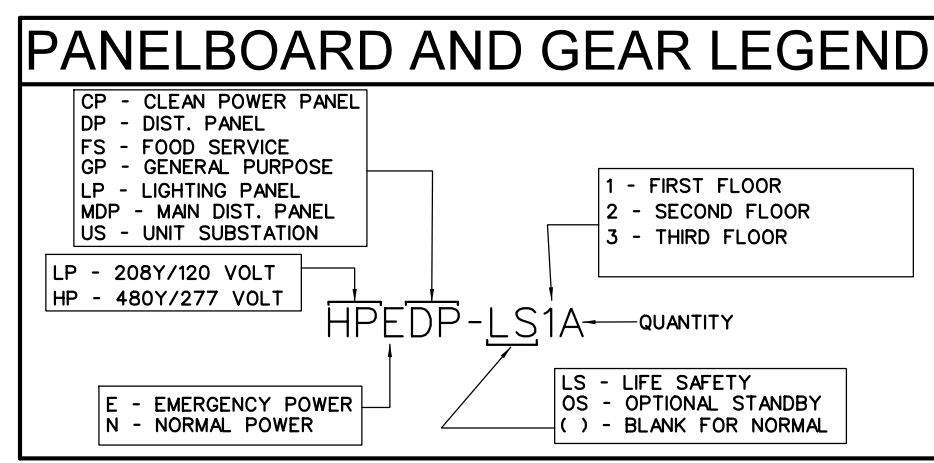 PANELBOARD AND GEAR LEGEND
CP - CLEAN POWER PANEL
DP - DIST. PANEL
FS - FOOD SERVICE
GP - GENERAL PURPOSE
LP - LIGHTING PANEL
MDP - MAIN DIST. PANEL
US - UNIT SUBSTATION
1 - FIRST FLOOR
2 - SECOND FLOOR
3 - THIRD FLOOR
LP - 208Y/120 VOLT
HP - 480Y/277 VOLT
HPEDP-LS1A
QUANTITY
E - EMERGENCY POWER
N - NORMAL POWER
LS - LIFE SAFETY
OS - OPTIONAL STANDBY
( ) - BLANK FOR NORMAL